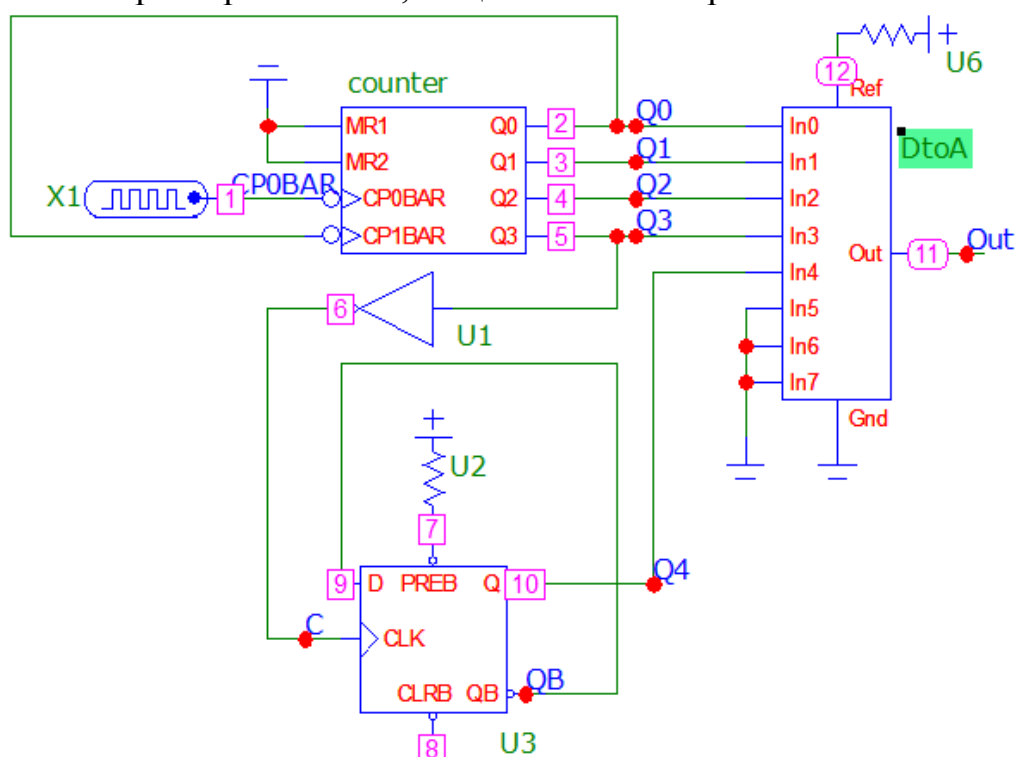 counter
U6
12
Ref
MR1
Q0
2
Q0
In0
DtoA
MR2
Q1
3
Q1
In1
X1
1
CP0BAR
CP0BAR
Q2
4
Q2
In2
CP1BAR
Q3
5
Q3
In3
Out
11
Out
In4
6
U1
In5
In6
In7
Gnd
U2
7
9
D
PREB
Q
10
Q4
C
CLK
CLRB
QB
QB
8
U3